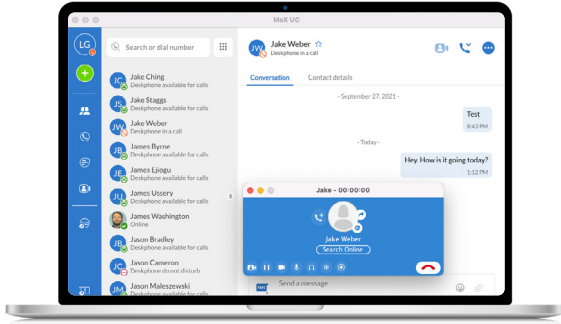 MaX UC
LG
Search or dial number
JC
Jake Ching
Deskphone available for calls
JS
Jake Staggs
Deskphone available for calls
JW
Jake Weber
Deskphone in a call
JB
James Byrne
Deskphone available for calls
JE
James Ejiogu
Deskphone available for calls
JU
James Ussery
Deskphone available for calls
James Washington
Online
JB
Jason Bradley
Deskphone available for calls
JC
Jason Cameron
Deskphone do not disturb
JM
Jason Maleszewski
Deskphone available for calls
JW
Jake Weber
Deskphone in a call
Conversation
Contact details
- September 27, 2021 -
Test
8:43 PM
- Today -
Hey. How is it going today?
1:12 PM
Jake - 00:00:00
Jake Weber
Search Online
SMS
Send a message